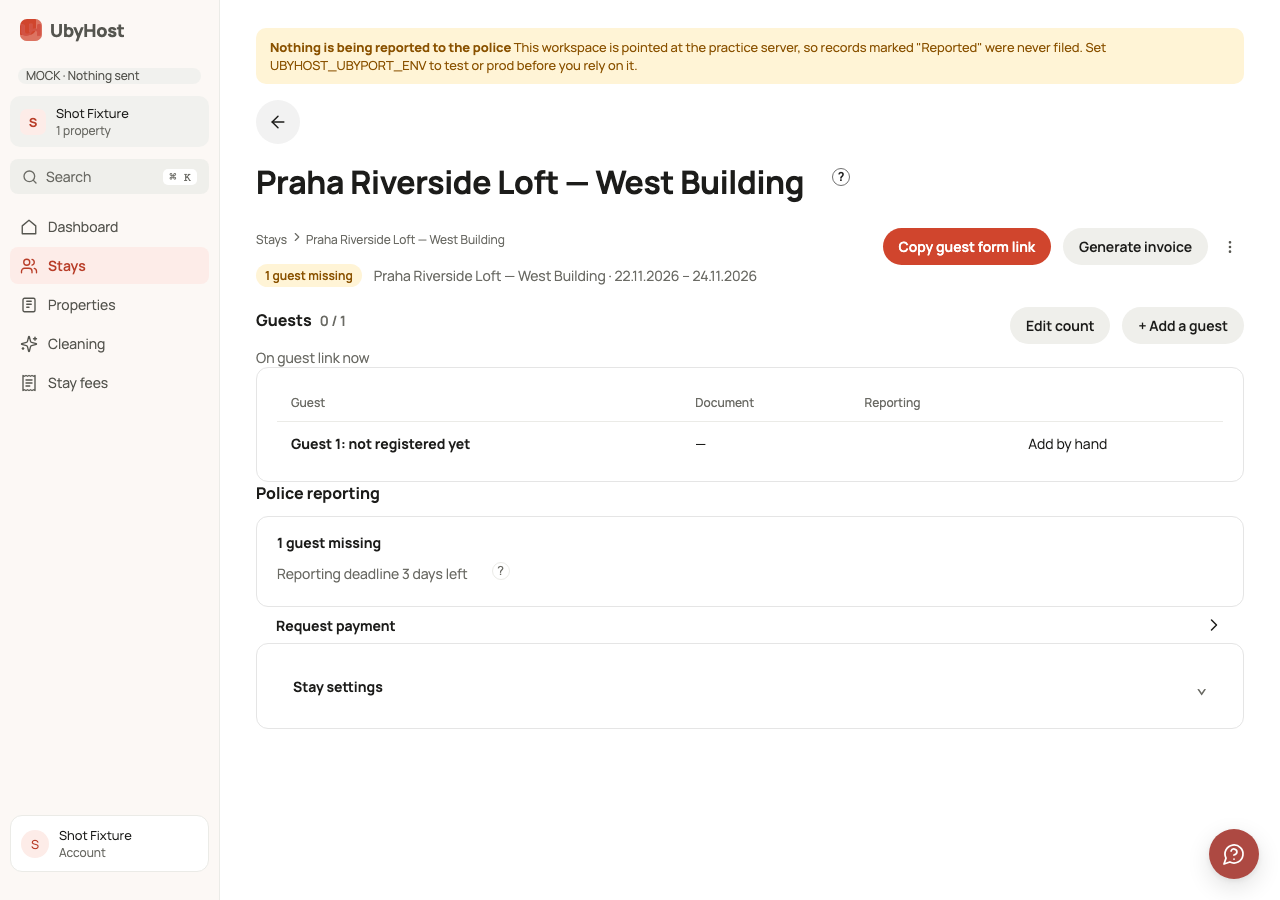 UbyHost
MOCK · Nothing sent
S
Shot Fixture
1 property
Search
⌘ K
Dashboard
Stays
Properties
Cleaning
Stay fees
S
Shot Fixture
Account
Nothing is being reported to the police This workspace is pointed at the practice server, so records marked "Reported" were never filed. Set
UBYHOST_UBYPORT_ENV to test or prod before you rely on it.
Praha Riverside Loft — West Building
?
Stays > Praha Riverside Loft — West Building
Copy guest form link
Generate invoice
1 guest missing
Praha Riverside Loft — West Building · 22.11.2026 – 24.11.2026
Guests 0 / 1
Edit count
+ Add a guest
On guest link now
Guest Document Reporting
Guest 1: not registered yet — Add by hand
Police reporting
1 guest missing
Reporting deadline 3 days left
?
Request payment
Stay settings